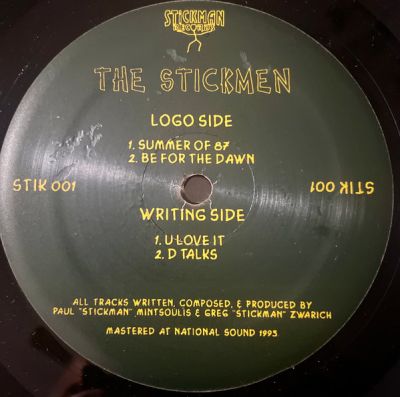 STICKMAN
RECORDS
THE STICKMEN
LOGO SIDE
1. SUMMER OF 87
2. BE FOR THE DAWN
STIK 001
STIK 001
WRITING SIDE
1. U LOVE IT
2. D TALKS
ALL TRACKS WRITTEN, COMPOSED, & PRODUCED BY
PAUL "STICKMAN" MINTSOULIS & GREG "STICKMAN" ZWARICH
MASTERED AT NATIONAL SOUND 1995.